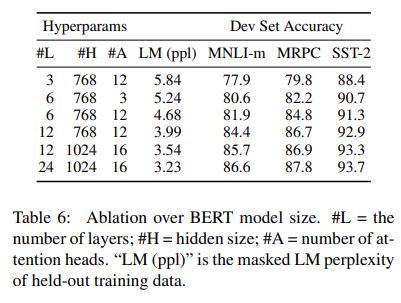 Hyperparams Dev Set Accuracy
#L #H #A LM (ppl) MNLI-m MRPC SST-2
3 768 12 5.84 77.9 79.8 88.4
6 768 3 5.24 80.6 82.2 90.7
6 768 12 4.68 81.9 84.8 91.3
12 768 12 3.99 84.4 86.7 92.9
12 1024 16 3.54 85.7 86.9 93.3
24 1024 16 3.23 86.6 87.8 93.7
Table 6: Ablation over BERT model size. #L = the
number of layers; #H = hidden size; #A = number of at-
tention heads. “LM (ppl)” is the masked LM perplexity
of held-out training data.